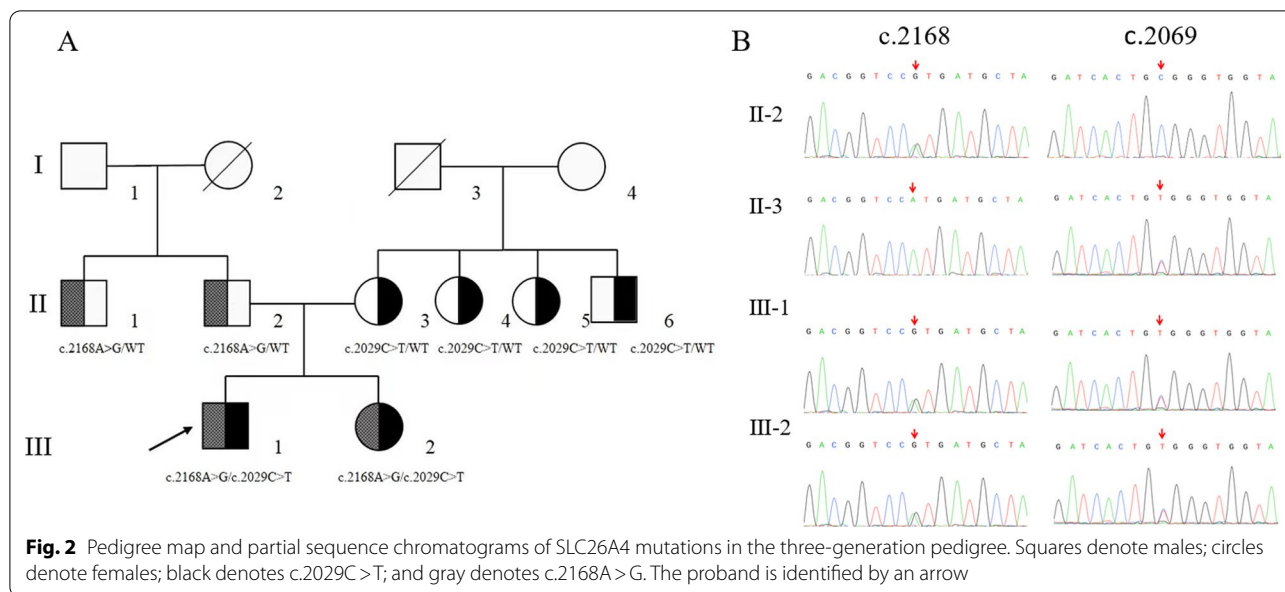 A
B
c.2168 c.2069
G A C G G T C C G T G A T G C T A G A T C A C T G C G G G T G G T A
II-2
II-3
G A C G G T C C A T G A T G C T A G A T C A C T G T G G G T G G T A
III-1
G A C G G T C C G T G A T G C T A G A T C A C T G T G G G T G G T A
III-2
G A C G G T C C G T G A T G C T A G A T C A C T G T G G G T G G T A
I
1 2 3 4
II
1 2 3 4 5 6
c.2168A>G/WT c.2168A>G/WT c.2029C>T/WT c.2029C>T/WT c.2029C>T/WT c.2029C>T/WT
III
1 2
c.2168A>G/c.2029C>T c.2168A>G/c.2029C>T
Fig. 2 Pedigree map and partial sequence chromatograms of SLC26A4 mutations in the three-generation pedigree. Squares denote males; circles
denote females; black denotes c.2029C > T; and gray denotes c.2168A > G. The proband is identified by an arrow